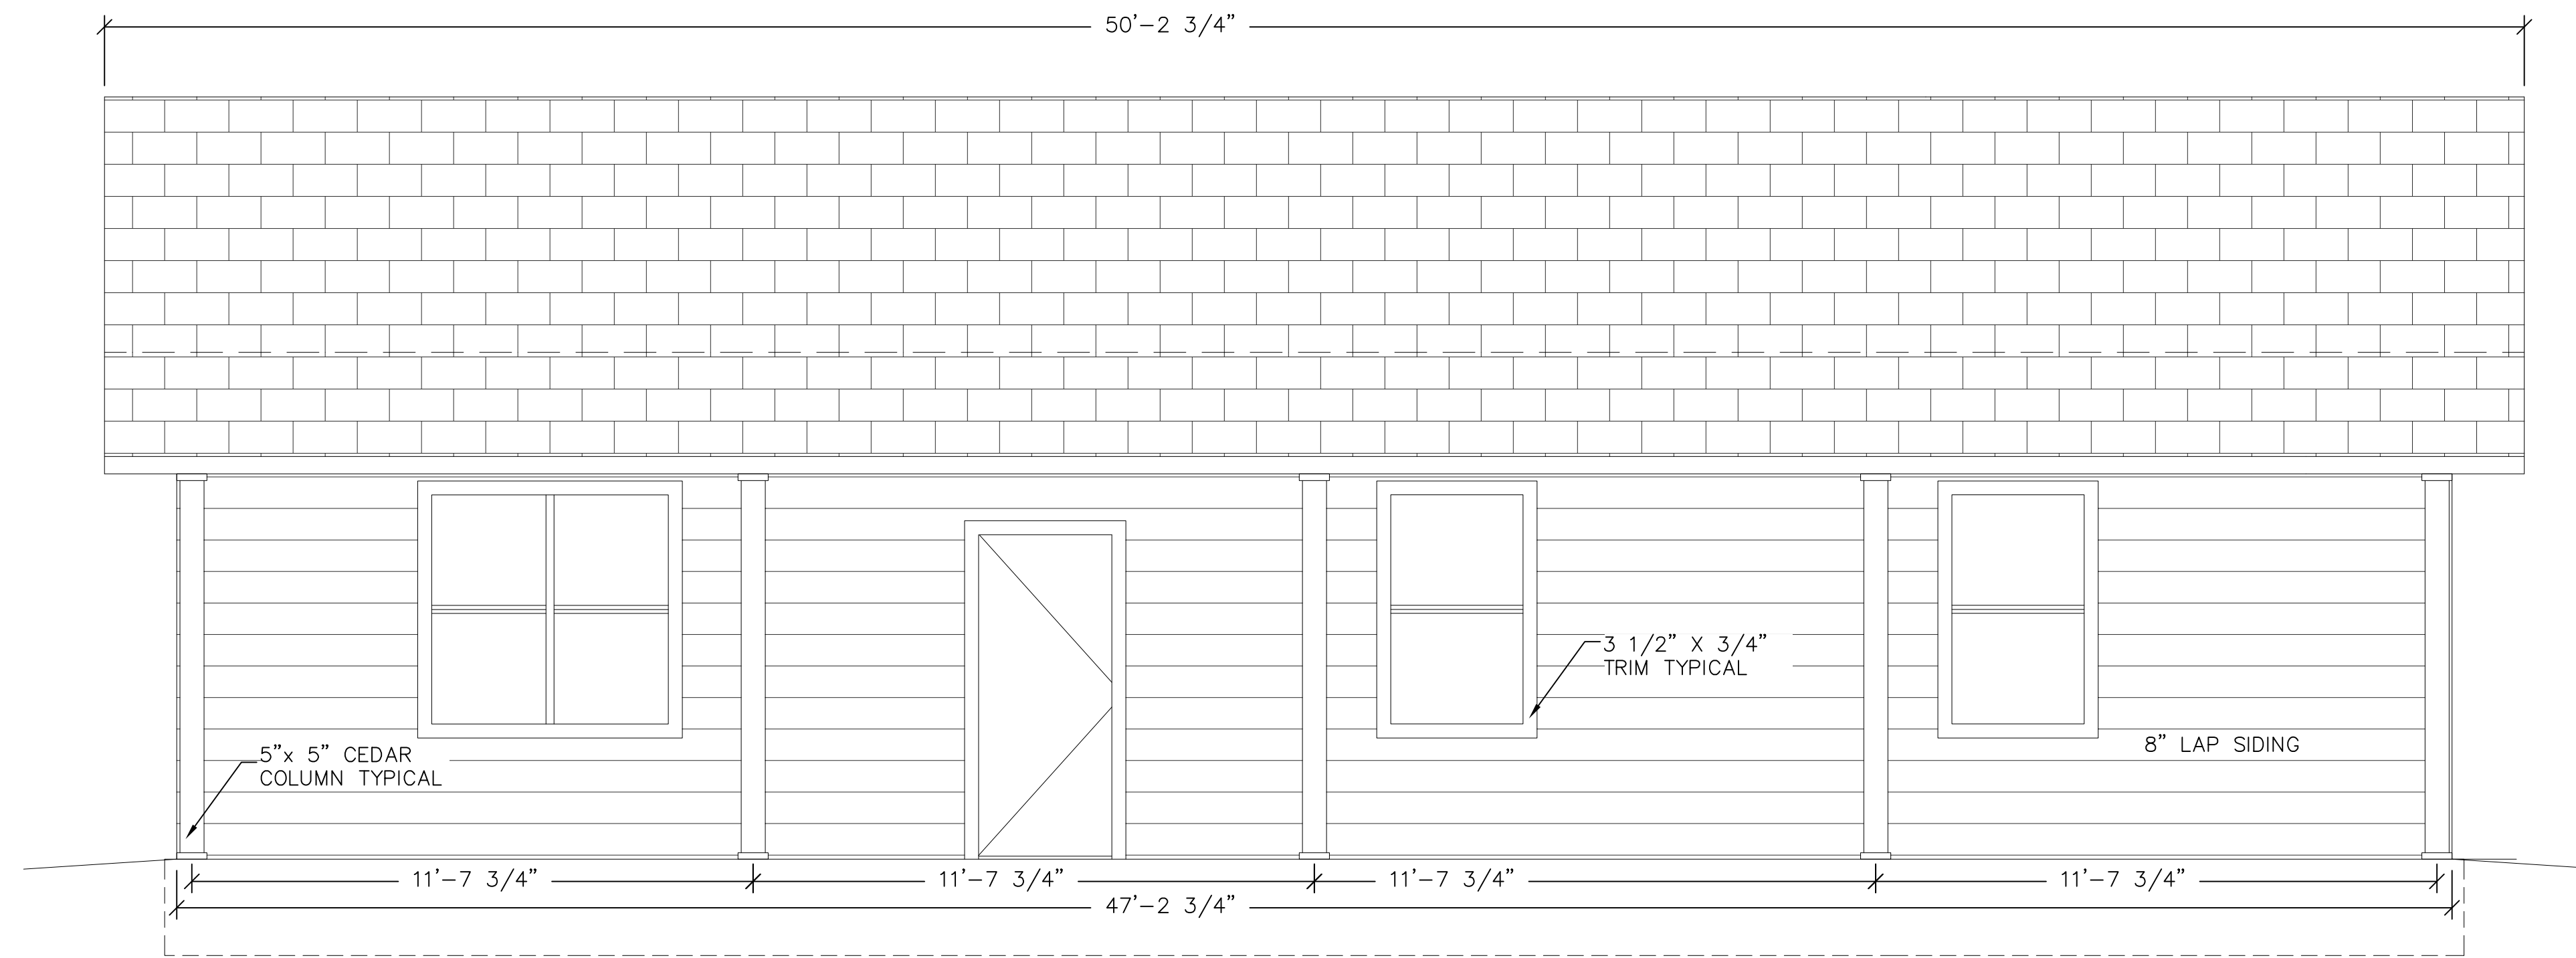 50'-2 3/4"
3 1/2" X 3/4"
TRIM TYPICAL
8" LAP SIDING
5"x 5" CEDAR
COLUMN TYPICAL
11'-7 3/4"
11'-7 3/4"
11'-7 3/4"
11'-7 3/4"
47'-2 3/4"